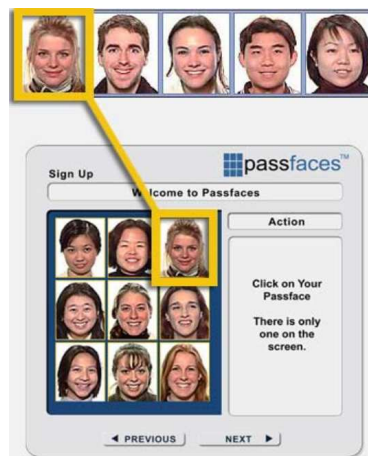 passfaces™
Sign Up
Welcome to Passfaces
Action
Click on Your
Passface
There is only
one on the
screen.
◄ PREVIOUS
NEXT ►